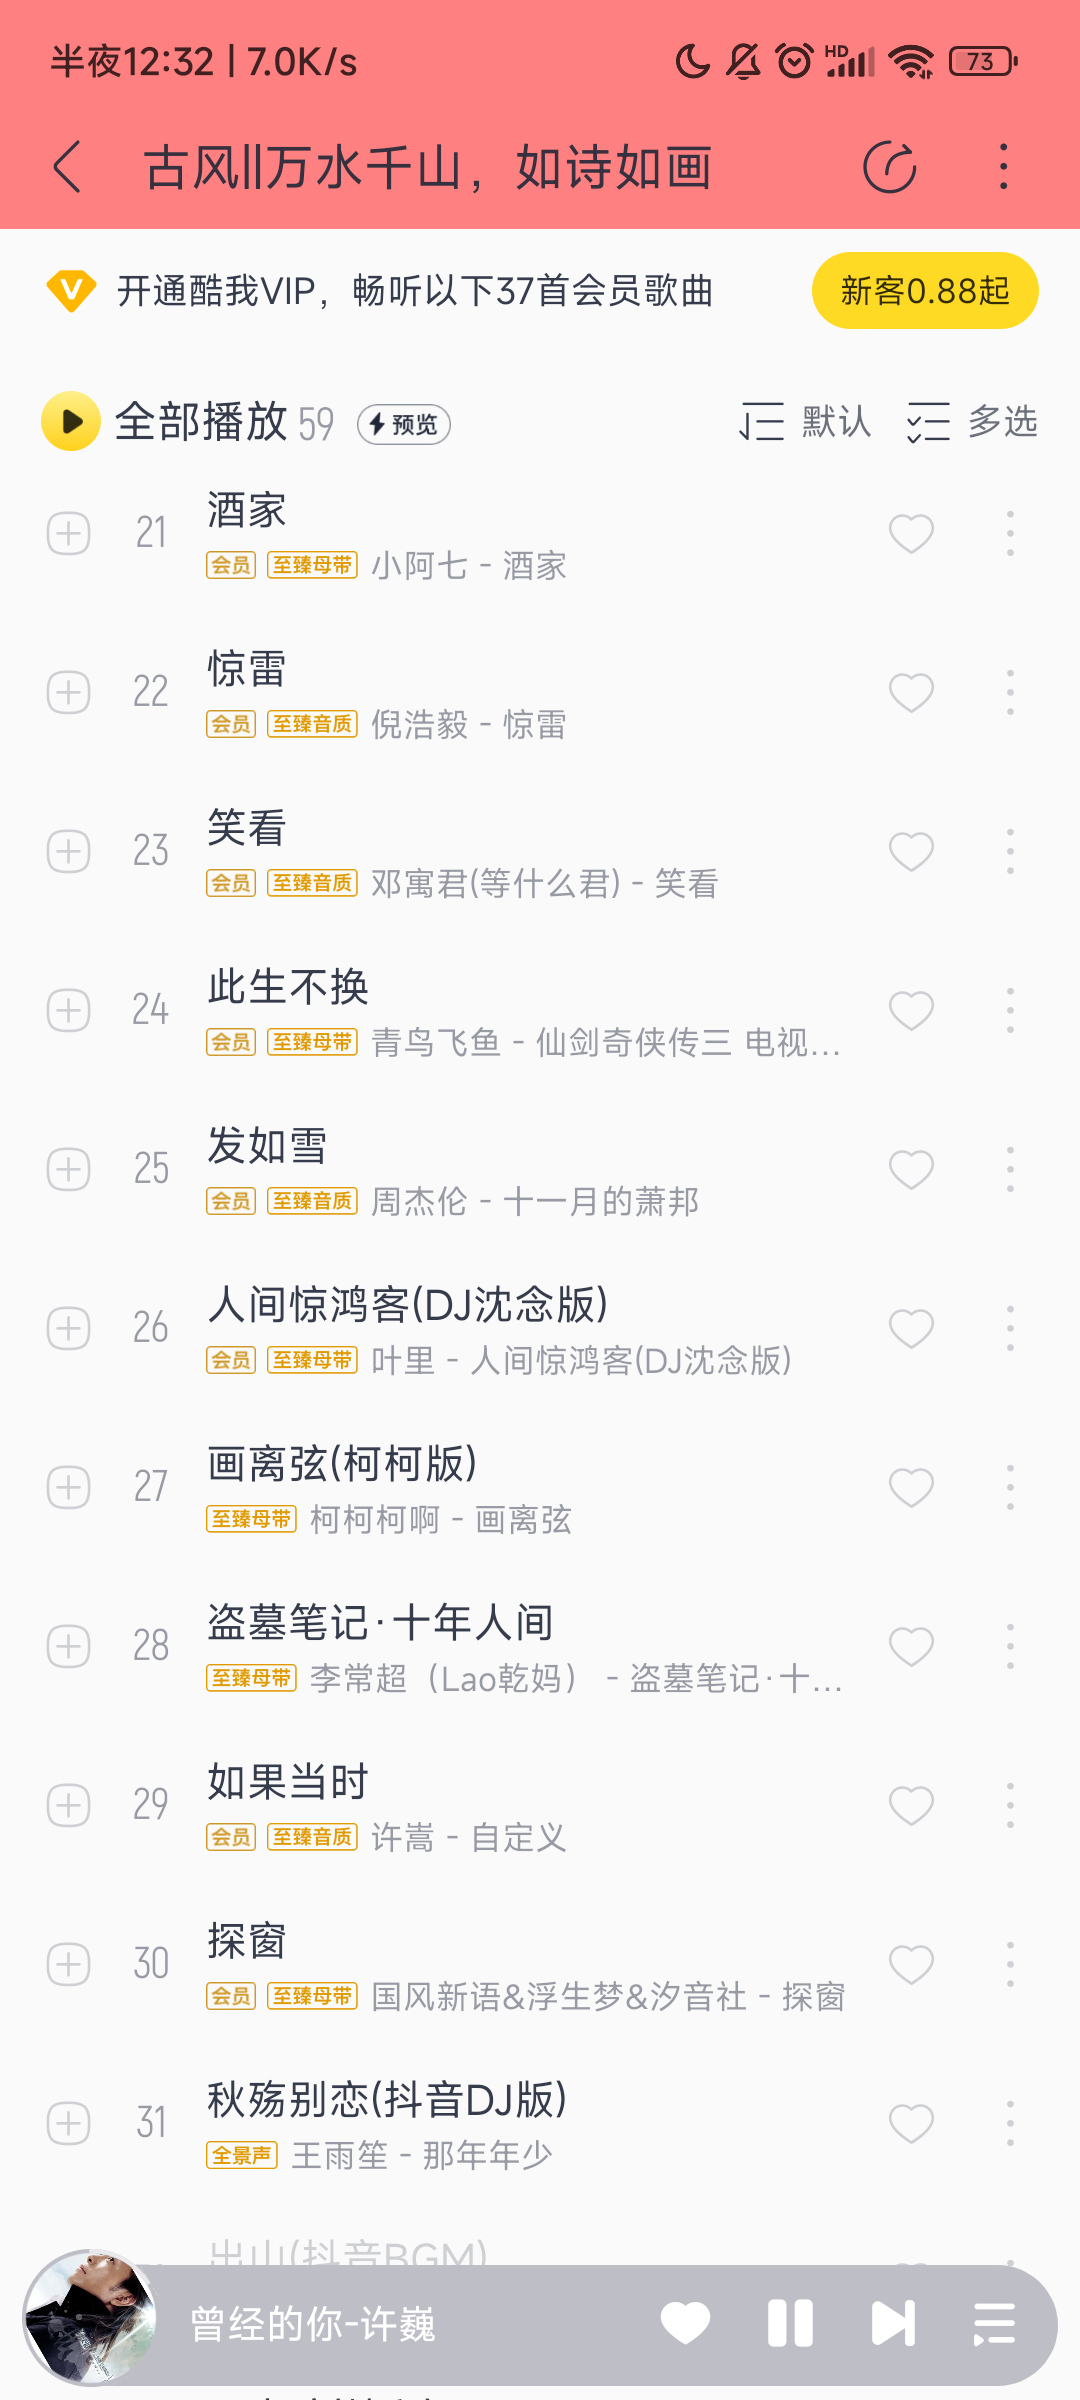 半夜12:32 | 7.0K/s HD 73
古风||万水千山，如诗如画
V 开通酷我VIP，畅听以下37首会员歌曲 新客0.88起
全部播放 59 预览 默认 多选
21 酒家
会员 至臻母带 小阿七 - 酒家
22 惊雷
会员 至臻音质 倪浩毅 - 惊雷
23 笑看
会员 至臻音质 邓寓君(等什么君) - 笑看
24 此生不换
会员 至臻母带 青鸟飞鱼 - 仙剑奇侠传三 电视...
25 发如雪
会员 至臻音质 周杰伦 - 十一月的萧邦
26 人间惊鸿客(DJ沈念版)
会员 至臻母带 叶里 - 人间惊鸿客(DJ沈念版)
27 画离弦(柯柯版)
至臻母带 柯柯柯啊 - 画离弦
28 盗墓笔记·十年人间
至臻母带 李常超（Lao乾妈） - 盗墓笔记·十...
29 如果当时
会员 至臻音质 许嵩 - 自定义
30 探窗
会员 至臻母带 国风新语&浮生梦&汐音社 - 探窗
31 秋殇别恋(抖音DJ版)
全景声 王雨笙 - 那年年少
出山(抖音BGM)
曾经的你-许巍